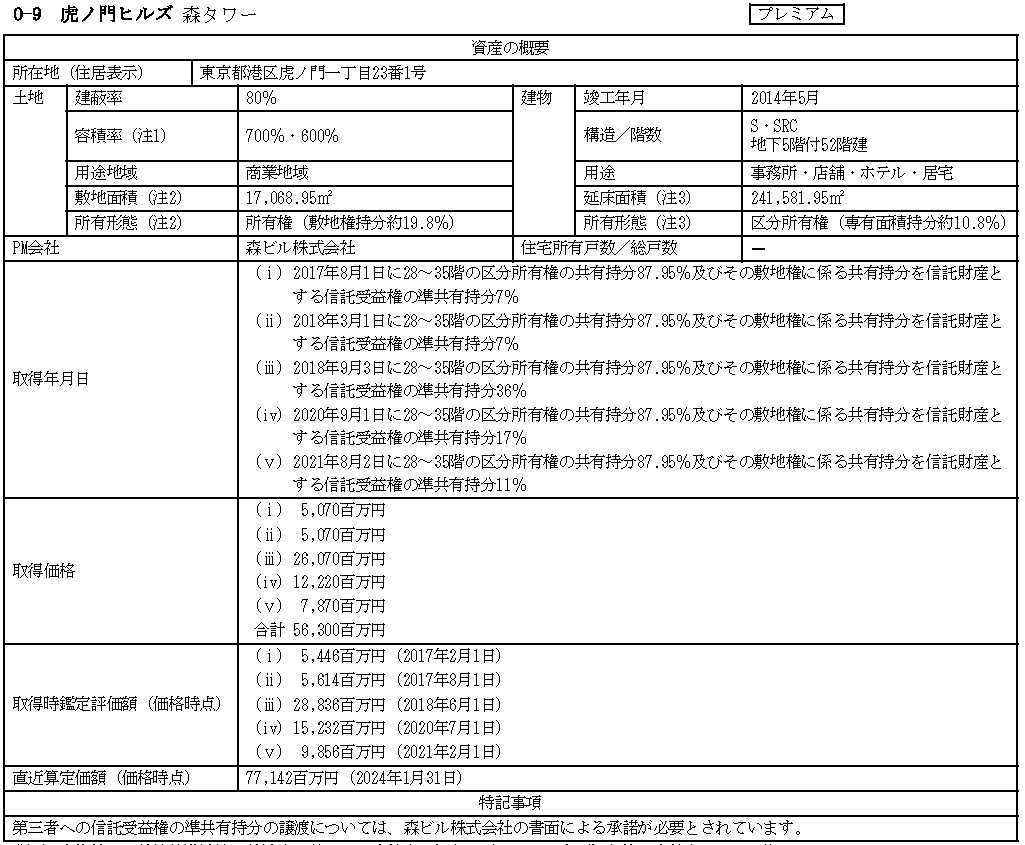 O-9 虎ノ門ヒルズ 森タワー
プレミアム
資産の概要
所在地（住居表示） 東京都港区虎ノ門一丁目23番1号
土地 建蔽率 80% 建物 竣工年月 2014年5月
容積率（注1） 700%・600% 構造／階数 S・SRC
地下5階付52階建
用途地域 商業地域 用途 事務所・店舗・ホテル・居宅
敷地面積（注2） 17,068.95㎡ 延床面積（注3） 241,581.95㎡
所有形態（注2） 所有権（敷地権持分約19.8%） 所有形態（注3） 区分所有権（専有面積持分約10.8%）
PM会社 森ビル株式会社 住宅所有戸数／総戸数 ―
取得年月日
（ⅰ）2017年8月1日に28～35階の区分所有権の共有持分87.95%及びその敷地権に係る共有持分を信託財産と
する信託受益権の準共有持分7%
（ⅱ）2018年3月1日に28～35階の区分所有権の共有持分87.95%及びその敷地権に係る共有持分を信託財産と
する信託受益権の準共有持分7%
（ⅲ）2018年9月3日に28～35階の区分所有権の共有持分87.95%及びその敷地権に係る共有持分を信託財産と
する信託受益権の準共有持分36%
（ⅳ）2020年9月1日に28～35階の区分所有権の共有持分87.95%及びその敷地権に係る共有持分を信託財産と
する信託受益権の準共有持分17%
（ⅴ）2021年8月2日に28～35階の区分所有権の共有持分87.95%及びその敷地権に係る共有持分を信託財産と
する信託受益権の準共有持分11%
取得価格
（ⅰ） 5,070百万円
（ⅱ） 5,070百万円
（ⅲ）26,070百万円
（ⅳ）12,220百万円
（ⅴ） 7,870百万円
合計 56,300百万円
取得時鑑定評価額（価格時点）
（ⅰ） 5,446百万円（2017年2月1日）
（ⅱ） 5,614百万円（2017年8月1日）
（ⅲ）28,836百万円（2018年6月1日）
（ⅳ）15,232百万円（2020年7月1日）
（ⅴ） 9,856百万円（2021年2月1日）
直近算定価額（価格時点） 77,142百万円（2024年1月31日）
特記事項
第三者への信託受益権の準共有持分の譲渡については、森ビル株式会社の書面による承諾が必要とされています。